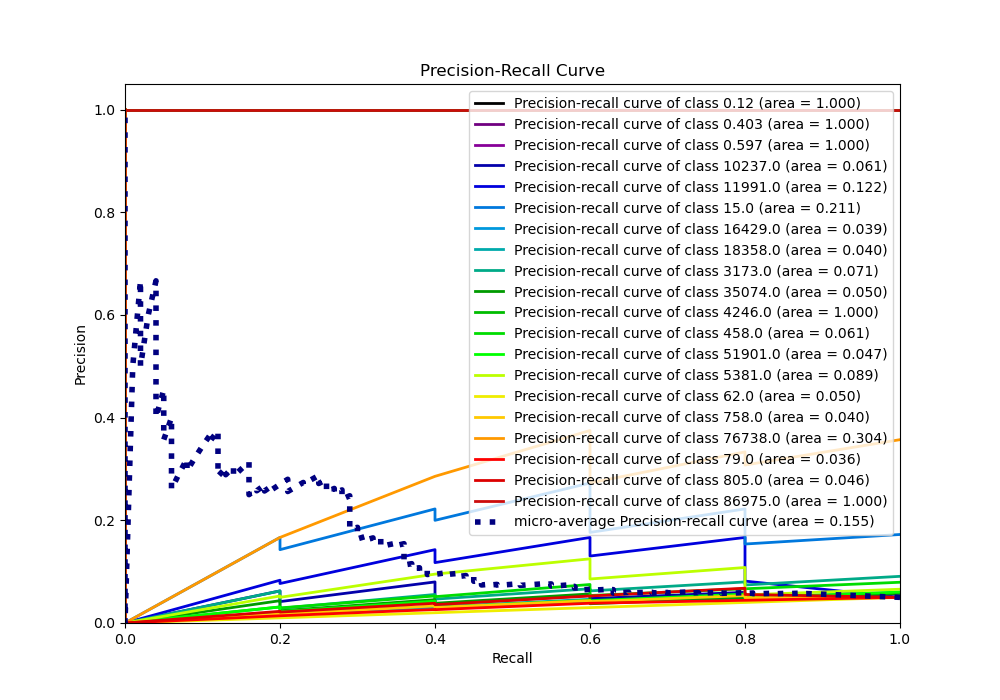 Precision-Recall Curve
Precision
1.0
0.8
0.6
0.4
0.2
0.0
Precision-recall curve of class 0.12 (area = 1.000)
Precision-recall curve of class 0.403 (area = 1.000)
Precision-recall curve of class 0.597 (area = 1.000)
Precision-recall curve of class 10237.0 (area = 0.061)
Precision-recall curve of class 11991.0 (area = 0.122)
Precision-recall curve of class 15.0 (area = 0.211)
Precision-recall curve of class 16429.0 (area = 0.039)
Precision-recall curve of class 18358.0 (area = 0.040)
Precision-recall curve of class 3173.0 (area = 0.071)
Precision-recall curve of class 35074.0 (area = 0.050)
Precision-recall curve of class 4246.0 (area = 1.000)
Precision-recall curve of class 458.0 (area = 0.061)
Precision-recall curve of class 51901.0 (area = 0.047)
Precision-recall curve of class 5381.0 (area = 0.089)
Precision-recall curve of class 62.0 (area = 0.050)
Precision-recall curve of class 758.0 (area = 0.040)
Precision-recall curve of class 76738.0 (area = 0.304)
Precision-recall curve of class 79.0 (area = 0.036)
Precision-recall curve of class 805.0 (area = 0.046)
Precision-recall curve of class 86975.0 (area = 1.000)
micro-average Precision-recall curve (area = 0.155)
0.0 0.2 0.4 0.6 0.8 1.0
Recall